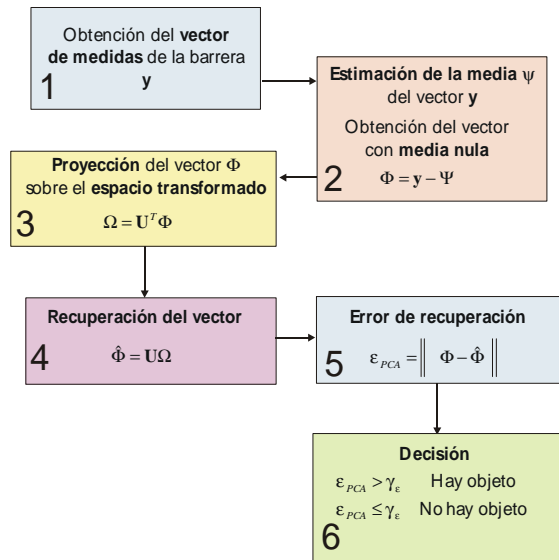 Obtención del vector
de medidas de la barrera
y
1
Estimación de la media ψ
del vector y
Obtención del vector
con media nula
Φ = y − Ψ
2
Proyección del vector Φ
sobre el espacio transformado
Ω = U^T Φ
3
Recuperación del vector
Φ̂ = UΩ
4
Error de recuperación
ε_PCA = ‖ Φ − Φ̂ ‖
5
Decisión
ε_PCA > γ_ε Hay objeto
ε_PCA ≤ γ_ε No hay objeto
6